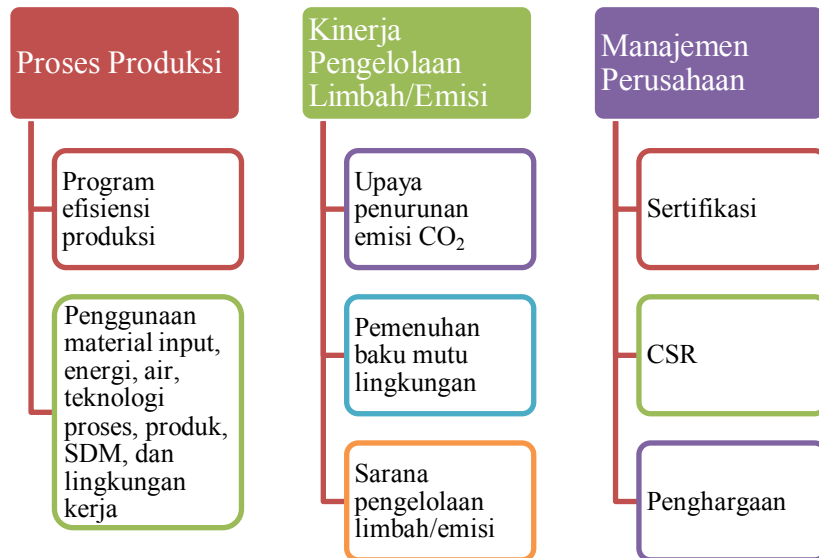 Proses Produksi
Program
efisiensi
produksi
Penggunaan
material input,
energi, air,
teknologi
proses, produk,
SDM, dan
lingkungan
kerja
Kinerja
Pengelolaan
Limbah/Emisi
Upaya
penurunan
emisi CO₂
Pemenuhan
baku mutu
lingkungan
Sarana
pengelolaan
limbah/emisi
Manajemen
Perusahaan
Sertifikasi
CSR
Penghargaan